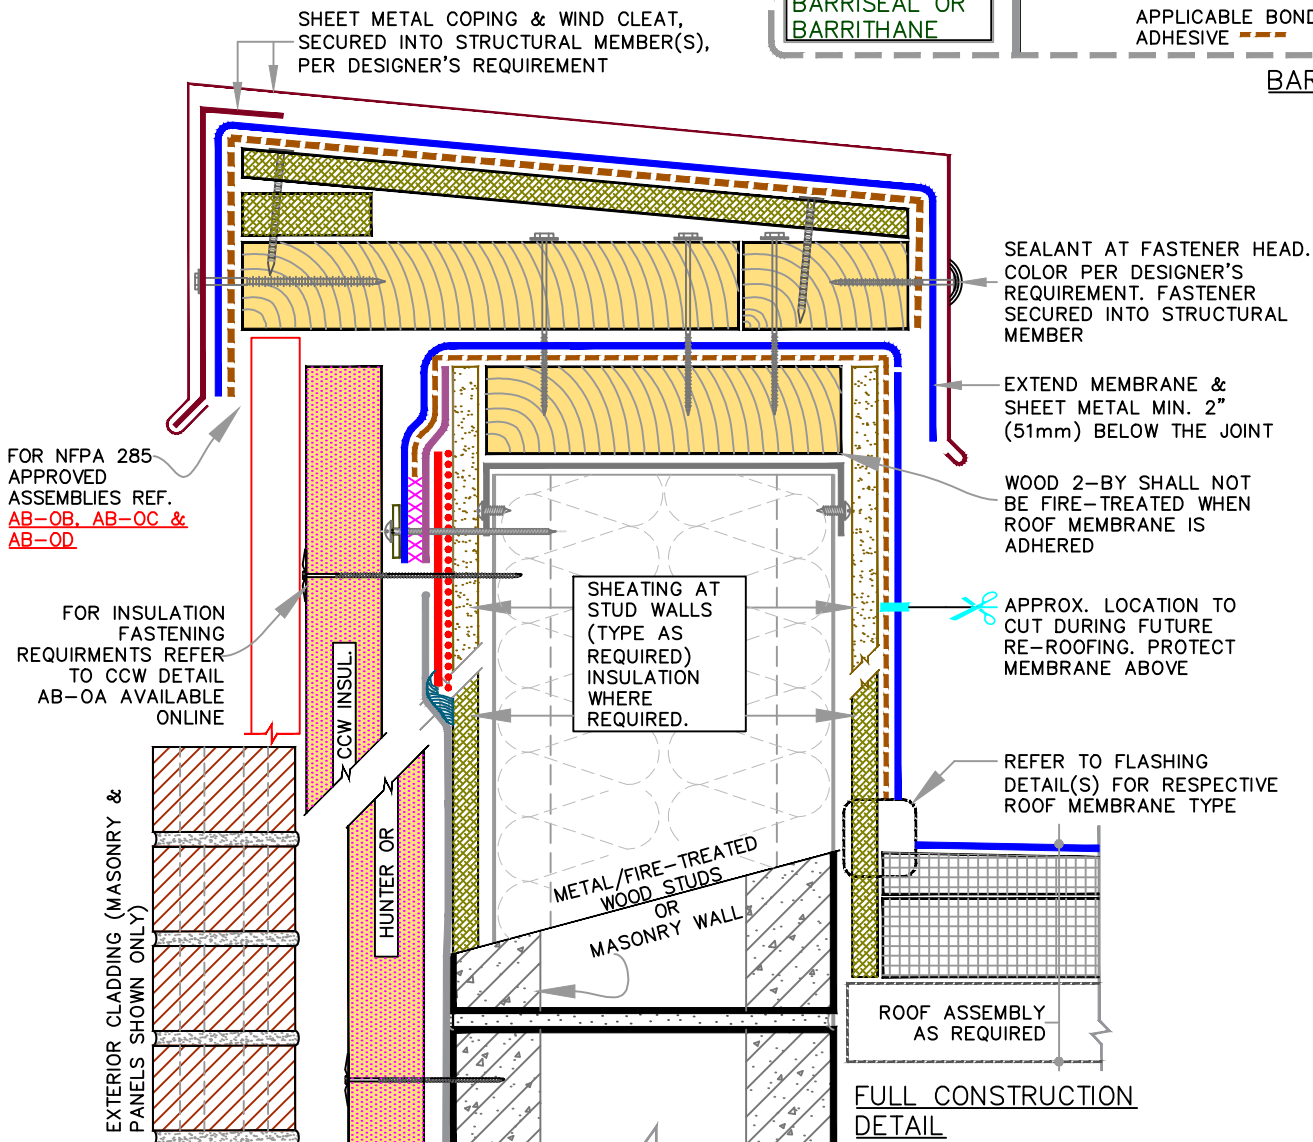 SHEET METAL COPING & WIND CLEAT,
SECURED INTO STRUCTURAL MEMBER(S),
PER DESIGNER'S REQUIREMENT
BARRISEAL OR
BARRITHANE
APPLICABLE BOND
ADHESIVE
BAR
SEALANT AT FASTENER HEAD.
COLOR PER DESIGNER'S
REQUIREMENT. FASTENER
SECURED INTO STRUCTURAL
MEMBER
EXTEND MEMBRANE &
SHEET METAL MIN. 2"
(51mm) BELOW THE JOINT
FOR NFPA 285
APPROVED
ASSEMBLIES REF.
AB-OB, AB-OC &
AB-OD
WOOD 2-BY SHALL NOT
BE FIRE-TREATED WHEN
ROOF MEMBRANE IS
ADHERED
FOR INSULATION
FASTENING
REQUIRMENTS REFER
TO CCW DETAIL
AB-OA AVAILABLE
ONLINE
SHEATING AT
STUD WALLS
(TYPE AS
REQUIRED)
INSULATION
WHERE
REQUIRED.
APPROX. LOCATION TO
CUT DURING FUTURE
RE-ROOFING. PROTECT
MEMBRANE ABOVE
CCW INSUL.
HUNTER OR
REFER TO FLASHING
DETAIL(S) FOR RESPECTIVE
ROOF MEMBRANE TYPE
EXTERIOR CLADDING (MASONRY &
PANELS SHOWN ONLY)
METAL/FIRE-TREATED
WOOD STUDS
OR
MASONRY WALL
ROOF ASSEMBLY
AS REQUIRED
FULL CONSTRUCTION
DETAIL